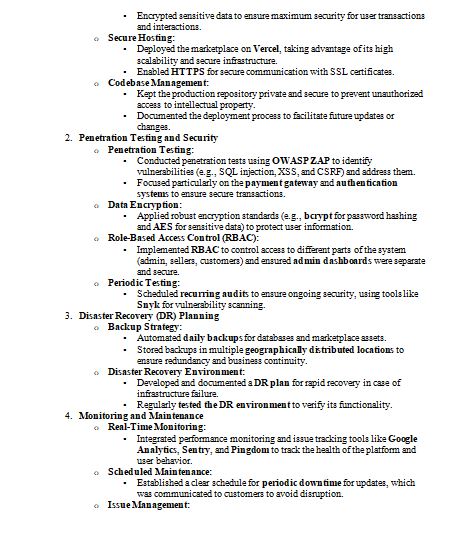 ▪ Encrypted sensitive data to ensure maximum security for user transactions
and interactions.
o Secure Hosting:
▪ Deployed the marketplace on Vercel, taking advantage of its high
scalability and secure infrastructure.
▪ Enabled HTTPS for secure communication with SSL certificates.
o Codebase Management:
▪ Kept the production repository private and secure to prevent unauthorized
access to intellectual property.
▪ Documented the deployment process to facilitate future updates or
changes.
2. Penetration Testing and Security
o Penetration Testing:
▪ Conducted penetration tests using OWASP ZAP to identify
vulnerabilities (e.g., SQL injection, XSS, and CSRF) and address them.
▪ Focused particularly on the payment gateway and authentication
systems to ensure secure transactions.
o Data Encryption:
▪ Applied robust encryption standards (e.g., bcrypt for password hashing
and AES for sensitive data) to protect user information.
o Role-Based Access Control (RBAC):
▪ Implemented RBAC to control access to different parts of the system
(admin, sellers, customers) and ensured admin dashboards were separate
and secure.
o Periodic Testing:
▪ Scheduled recurring audits to ensure ongoing security, using tools like
Snyk for vulnerability scanning.
3. Disaster Recovery (DR) Planning
o Backup Strategy:
▪ Automated daily backups for databases and marketplace assets.
▪ Stored backups in multiple geographically distributed locations to
ensure redundancy and business continuity.
o Disaster Recovery Environment:
▪ Developed and documented a DR plan for rapid recovery in case of
infrastructure failure.
▪ Regularly tested the DR environment to verify its functionality.
4. Monitoring and Maintenance
o Real-Time Monitoring:
▪ Integrated performance monitoring and issue tracking tools like Google
Analytics, Sentry, and Pingdom to track the health of the platform and
user behavior.
o Scheduled Maintenance:
▪ Established a clear schedule for periodic downtime for updates, which
was communicated to customers to avoid disruption.
o Issue Management: